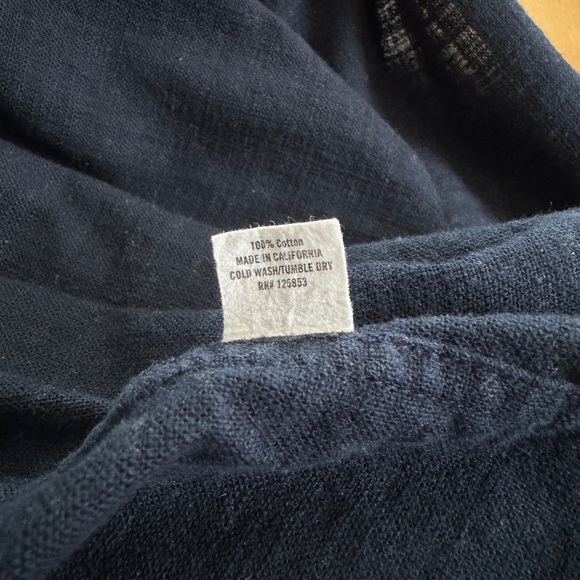 100% Cotton
MADE IN CALIFORNIA
COLD WASH/TUMBLE DRY
RN# 125853